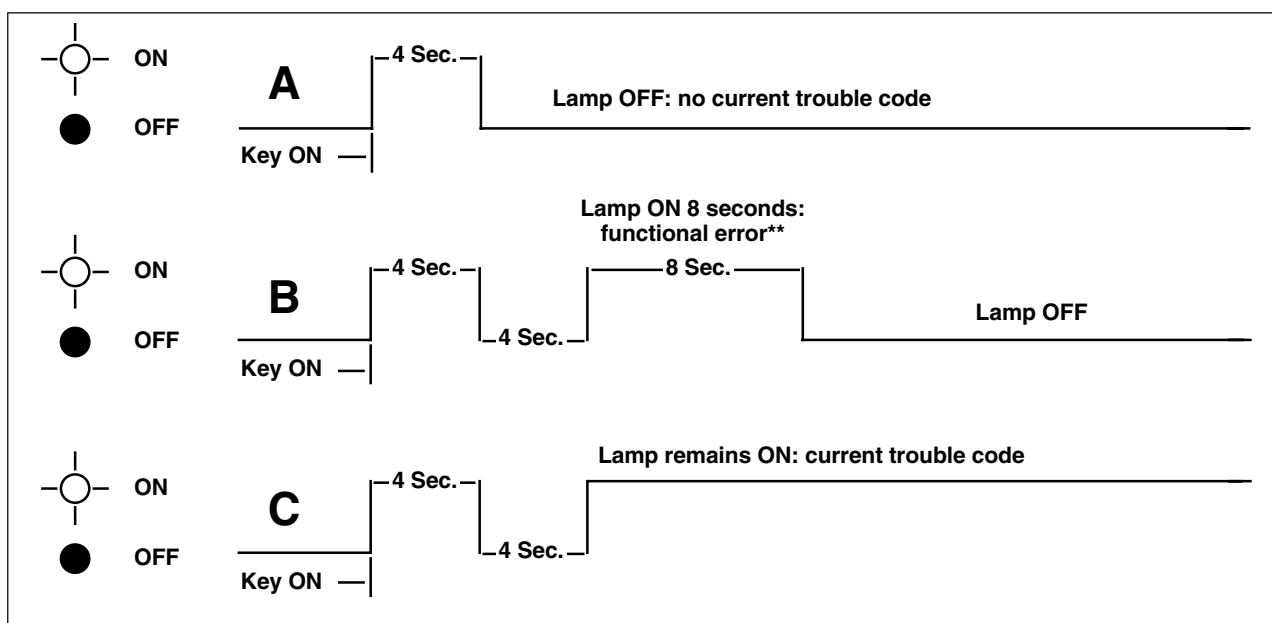 ON
4 Sec.
A
Lamp OFF: no current trouble code
OFF
Key ON
Lamp ON 8 seconds:
functional error**
ON
4 Sec.
8 Sec.
B
Lamp OFF
OFF
4 Sec.
Key ON
Lamp remains ON: current trouble code
ON
4 Sec.
C
OFF
4 Sec.
Key ON